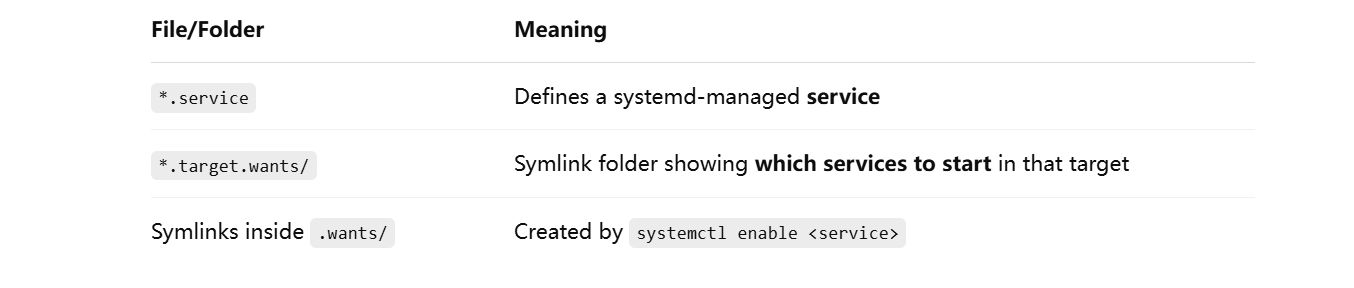 File/Folder Meaning
*.service Defines a systemd-managed service
*.target.wants/ Symlink folder showing which services to start in that target
Symlinks inside .wants/ Created by systemctl enable <service>